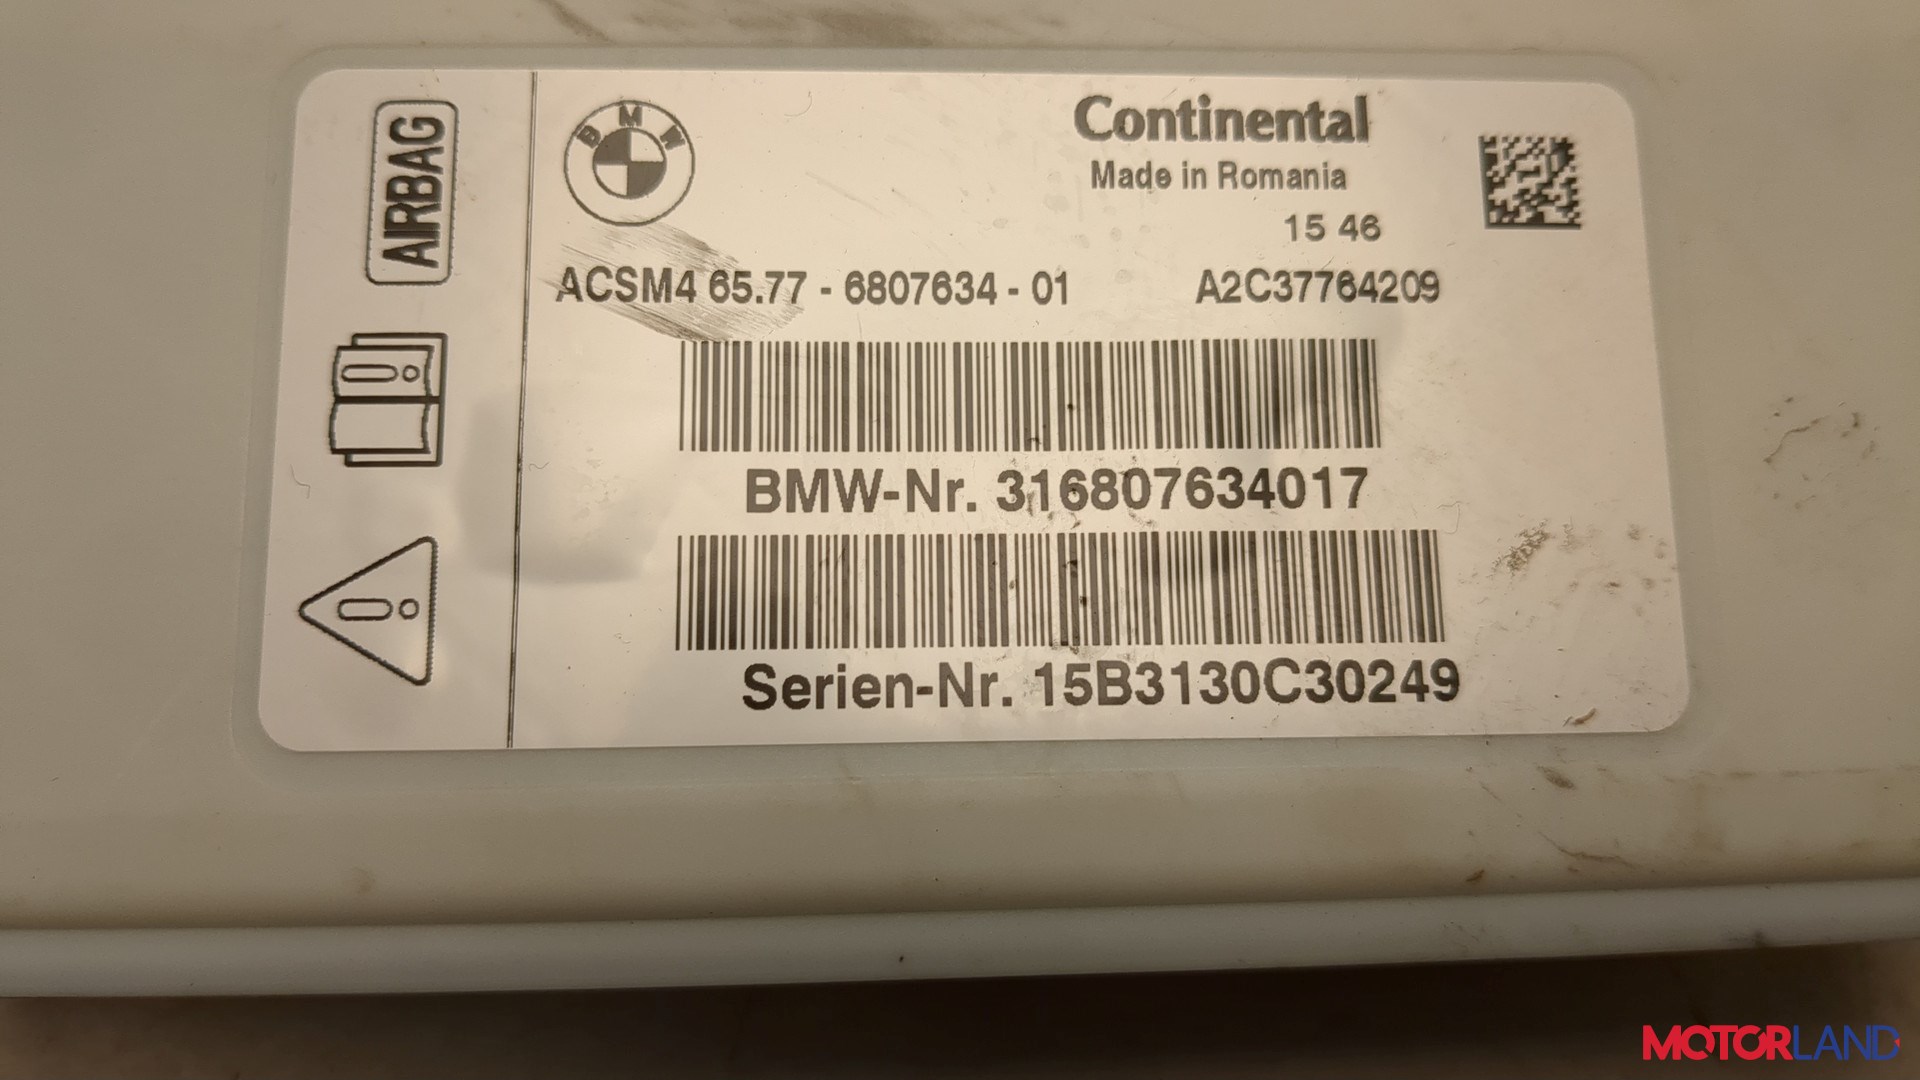 AIRBAG
BMW
Continental
Made in Romania
15 46
ACSM4 65.77 - 6807634 - 01 A2C37764209
BMW-Nr. 316807634017
Serien-Nr. 15B3130C30249
MOTORLAND